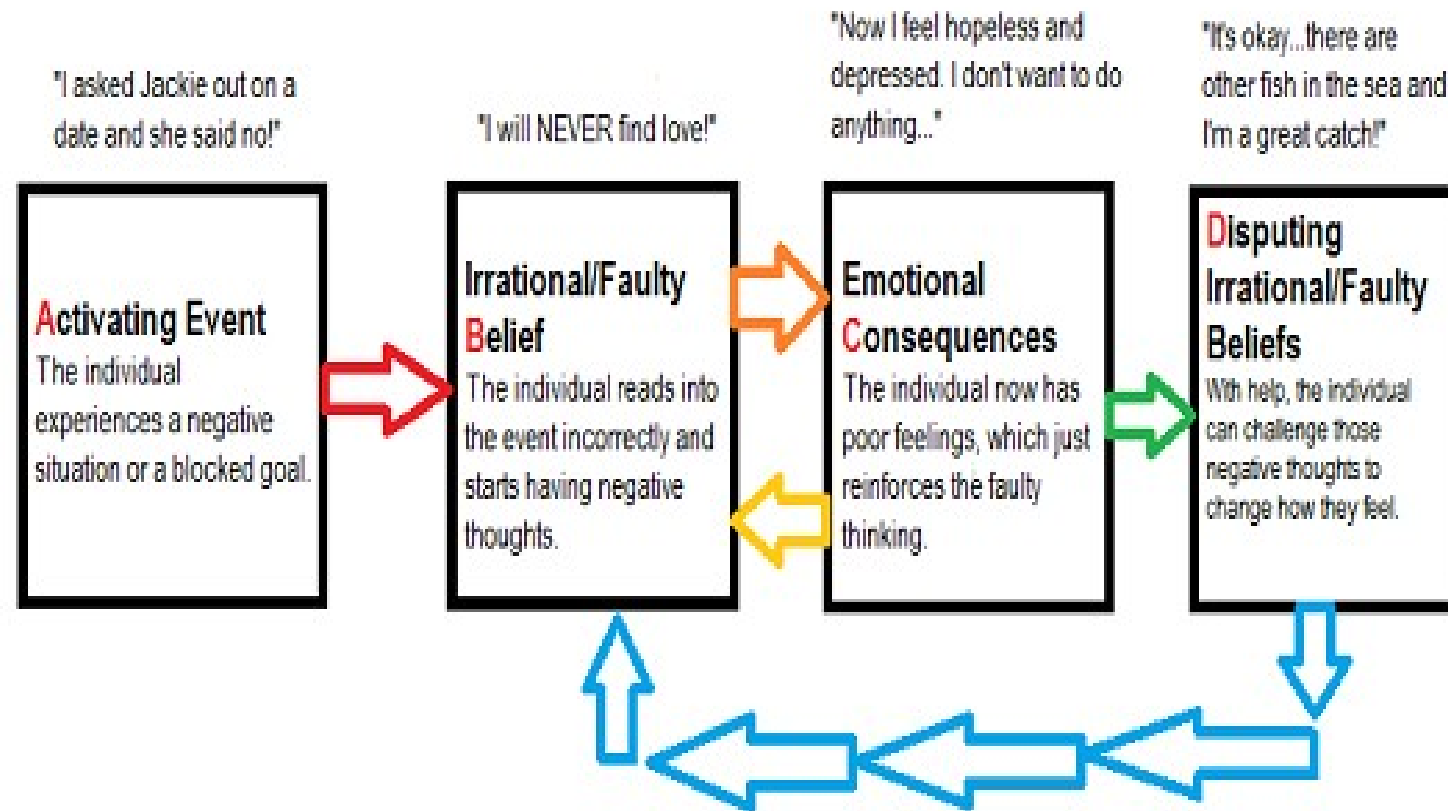 "I asked Jackie out on a
date and she said no!"
Activating Event
The individual
experiences a negative
situation or a blocked goal.
"I will NEVER find love!"
Irrational/Faulty
Belief
The individual reads into
the event incorrectly and
starts having negative
thoughts.
"Now I feel hopeless and
depressed. I don't want to do
anything..."
Emotional
Consequences
The individual now has
poor feelings, which just
reinforces the faulty
thinking.
"It's okay...there are
other fish in the sea and
I'm a great catch!"
Disputing
Irrational/Faulty
Beliefs
With help, the individual
can challenge those
negative thoughts to
change how they feel.